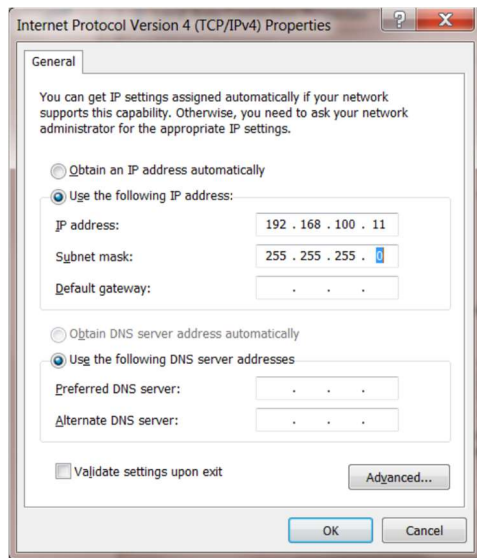 Internet Protocol Version 4 (TCP/IPv4) Properties
General
You can get IP settings assigned automatically if your network
supports this capability. Otherwise, you need to ask your network
administrator for the appropriate IP settings.
Obtain an IP address automatically
Use the following IP address:
IP address: 192 . 168 . 100 . 11
Subnet mask: 255 . 255 . 255 . 0
Default gateway: . . .
Obtain DNS server address automatically
Use the following DNS server addresses
Preferred DNS server: . . .
Alternate DNS server: . . .
Validate settings upon exit
Advanced...
OK Cancel